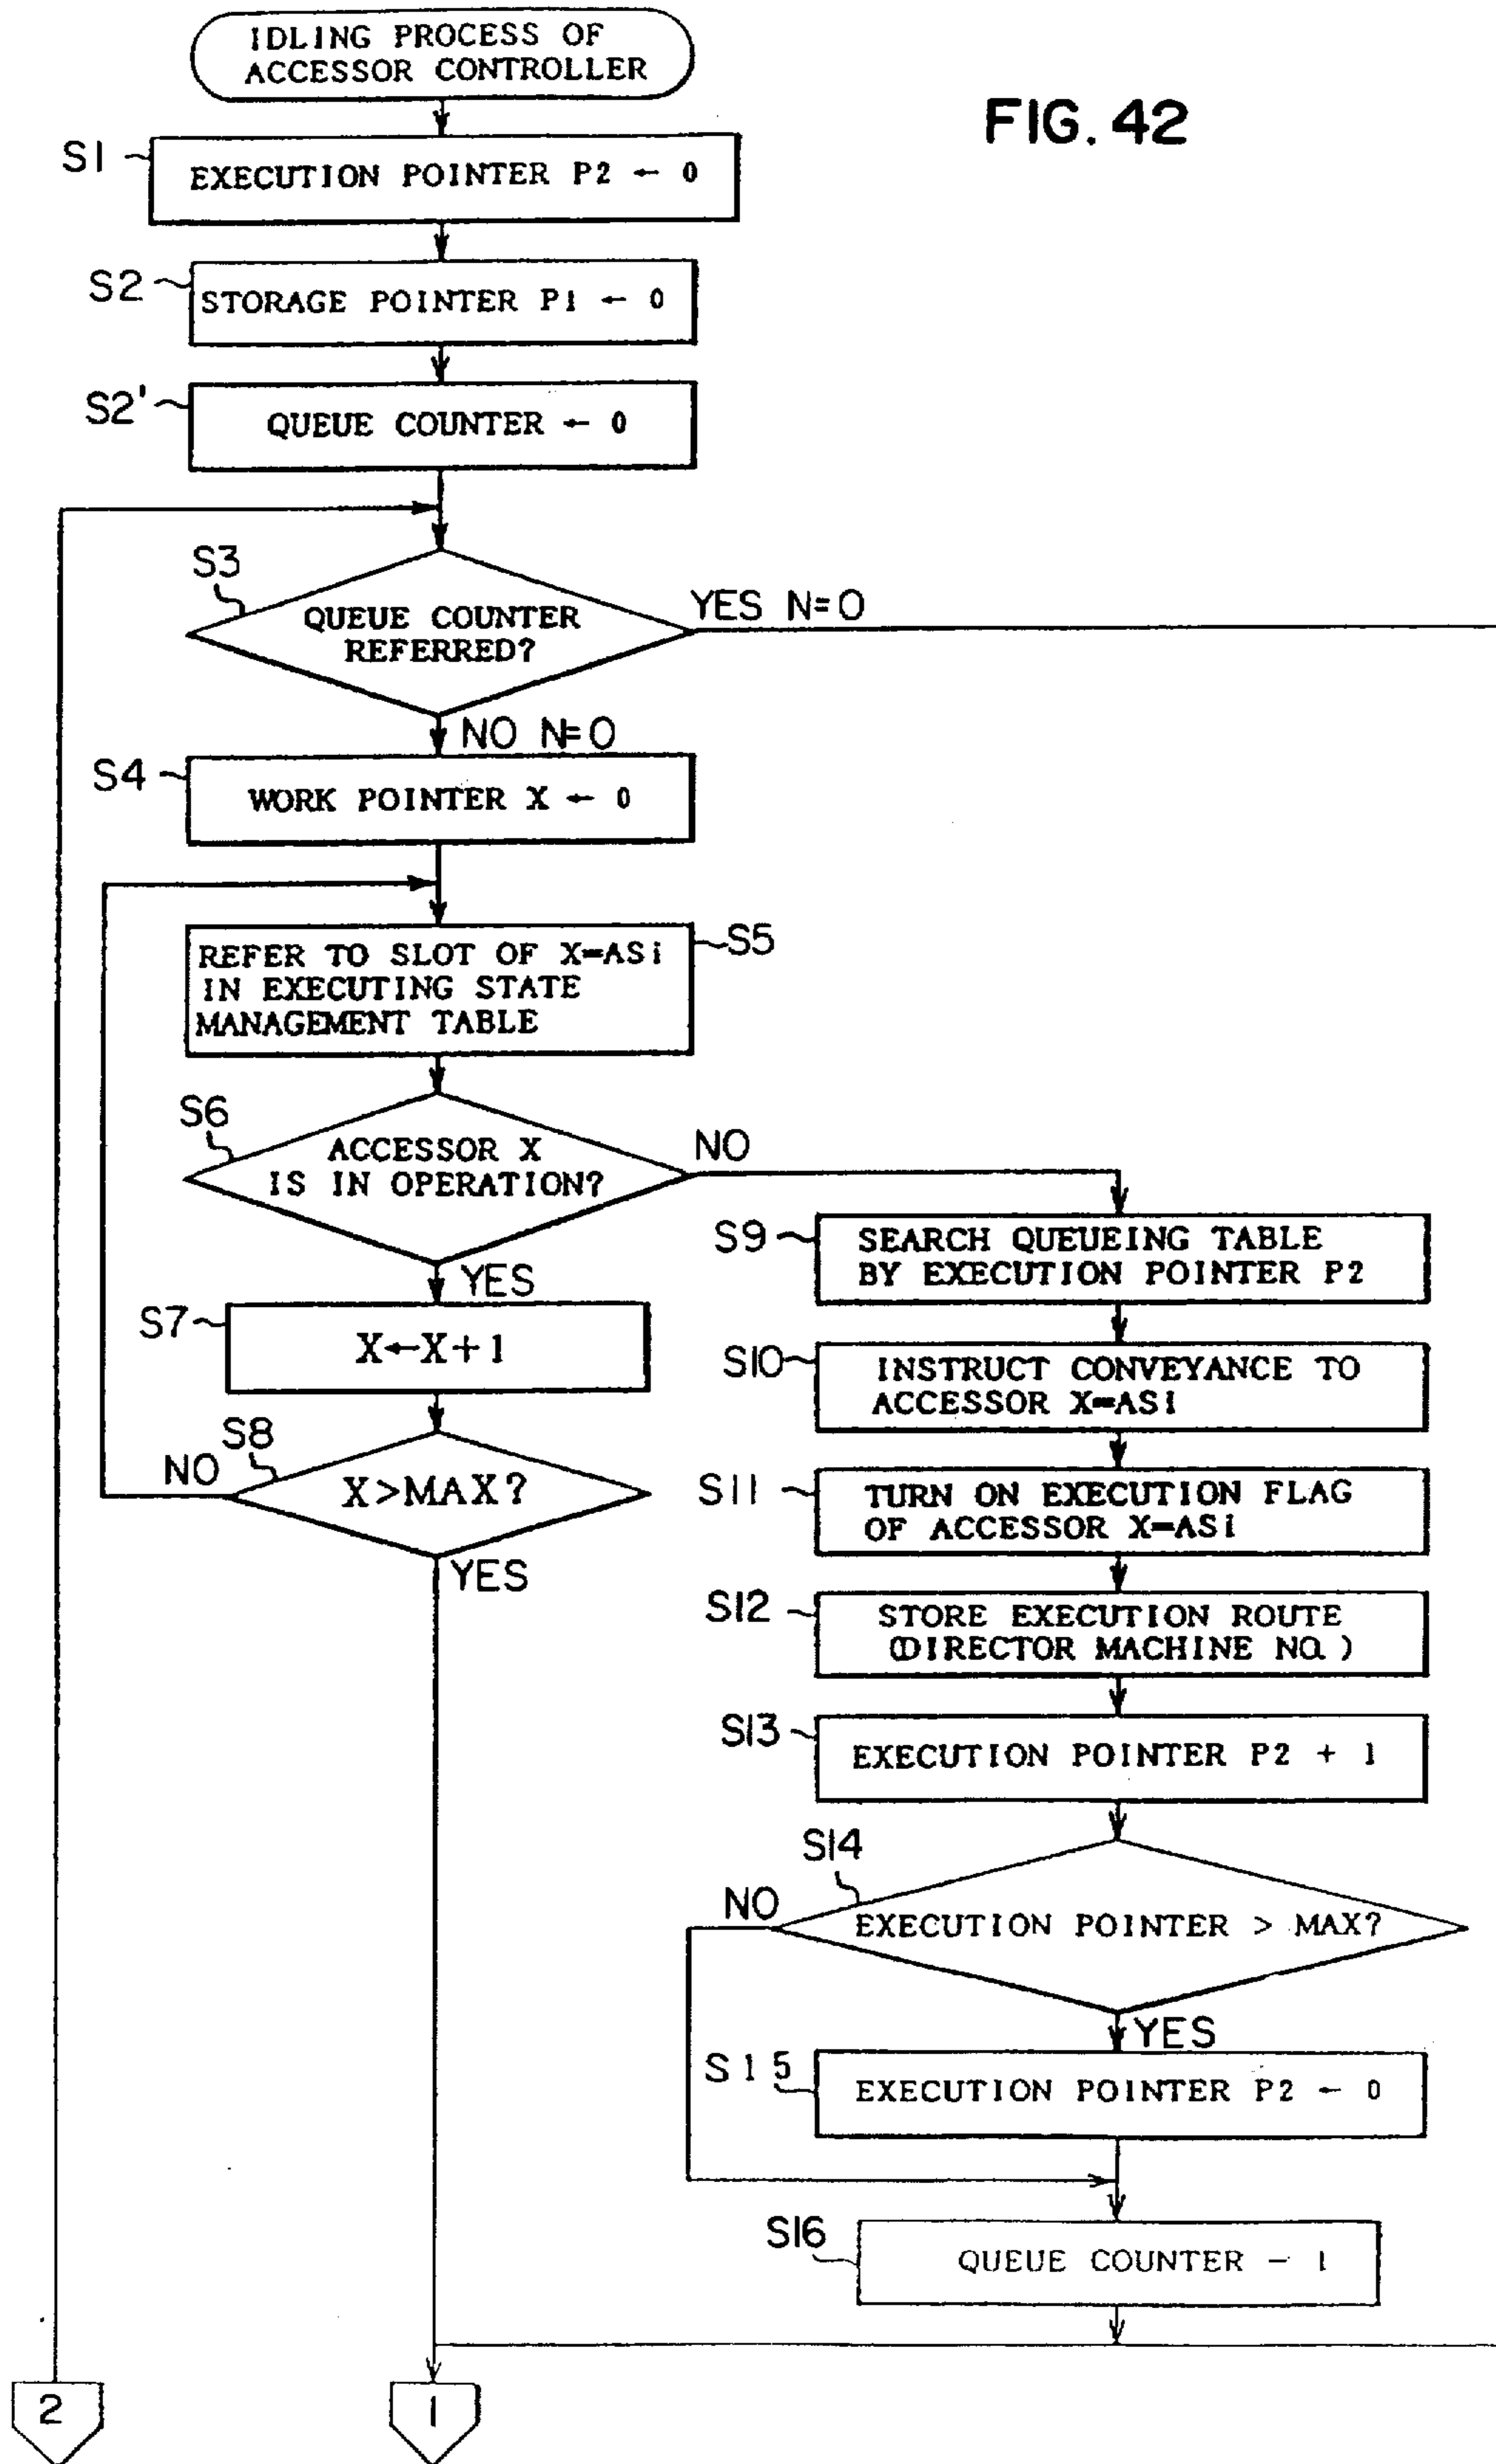 IDLING PROCESS OF
ACCESSOR CONTROLLER
FIG. 42
S1
EXECUTION POINTER P2 ← 0
S2
STORAGE POINTER P1 ← 0
S2'
QUEUE COUNTER ← 0
S3
QUEUE COUNTER
REFERRED?
YES N=0
NO N=0
S4
WORK POINTER X ← 0
REFER TO SLOT OF X=ASi
IN EXECUTING STATE
MANAGEMENT TABLE
S5
S6
ACCESSOR X
IS IN OPERATION?
NO
YES
S7
X←X+1
S8
NO
X>MAX?
YES
S9
SEARCH QUEUEING TABLE
BY EXECUTION POINTER P2
S10
INSTRUCT CONVEYANCE TO
ACCESSOR X=ASi
S11
TURN ON EXECUTION FLAG
OF ACCESSOR X=ASi
S12
STORE EXECUTION ROUTE
(DIRECTOR MACHINE NO.)
S13
EXECUTION POINTER P2 + 1
S14
NO
EXECUTION POINTER > MAX?
YES
S15
EXECUTION POINTER P2 ← 0
S16
QUEUE COUNTER - 1
2
1